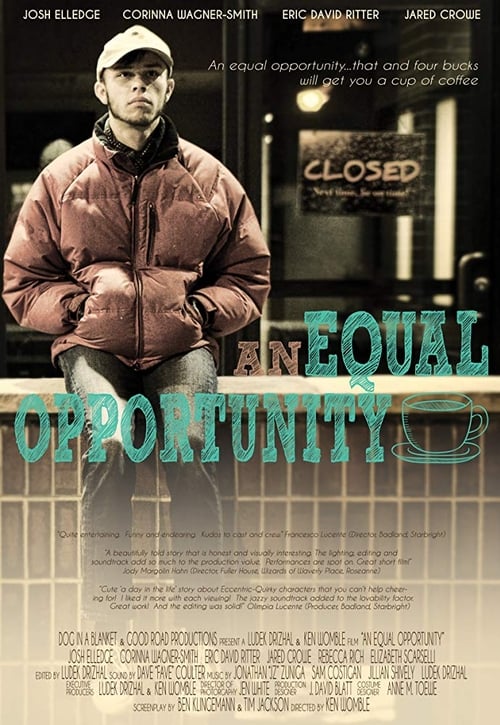 JOSH ELLEDGE CORINNA WAGNER-SMITH ERIC DAVID RITTER JARED CROWE
An equal opportunity...that and four bucks
will get you a cup of coffee
CLOSED
Next time, be on time!
AN EQUAL
OPPORTUNITY
"Quite entertaining. Funny and endearing. Kudos to cast and crew" Francesco Lucente (Director, Badland, Starbright)
"A beautifully told story that is honest and visually interesting. The lighting, editing and
soundtrack add so much to the production value. Performances are spot on. Great short film!"
Jody Margolin Hahn (Director, Fuller House, Wizards of Waverly Place, Roseanne)
"Cute 'a day in the life' story about Eccentric-Quirky characters that you can't help cheer-
ing for! I liked it more with each viewing! The jazzy soundtrack added to the lovability factor.
Great work! And the editing was solid!" Olimpia Lucente (Producer, Badland, Starbright)
DOG IN A BLANKET & GOOD ROAD PRODUCTIONS PRESENT A LUDEK DRIZHAL & KEN WOMBLE FILM "AN EQUAL OPPORTUNITY"
JOSH ELLEDGE CORINNA WAGNER-SMITH ERIC DAVID RITTER JARED CROWE REBECCA RICH ELIZABETH SCARSELLI
EDITED BY LUDEK DRIZHAL SOUND BY DAVE "FAVE" COULTER MUSIC BY JONATHAN "JZ" ZUNGA SAM COSTIGAN JILLIAN SHIVELY LUDEK DRIZHAL
EXECUTIVE PRODUCERS LUDEK DRIZHAL & KEN WOMBLE DIRECTOR OF PHOTORGAPHY JEN WHITE PRODUCTION DESIGNER J. DAVID BLATT COSTUME DESIGNER ANNE M. TOEWE
SCREENPLAY BY BEN KLINGEMANN & TIM JACKSON DIRECTED BY KEN WOMBLE